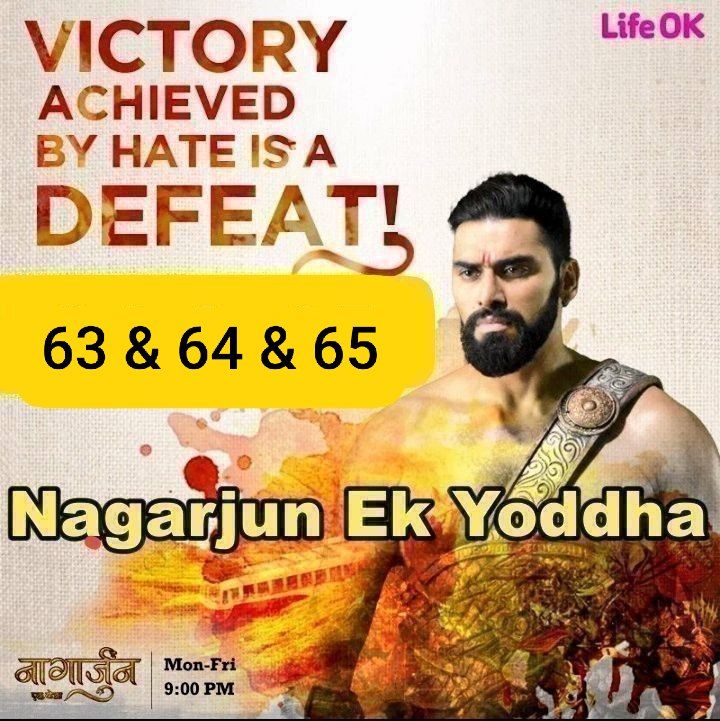 Life OK
VICTORY
ACHIEVED
BY HATE IS A
DEFEAT!
63 & 64 & 65
Nagarjun Ek Yoddha
नागार्जुन
एक योद्धा
Mon-Fri
9:00 PM